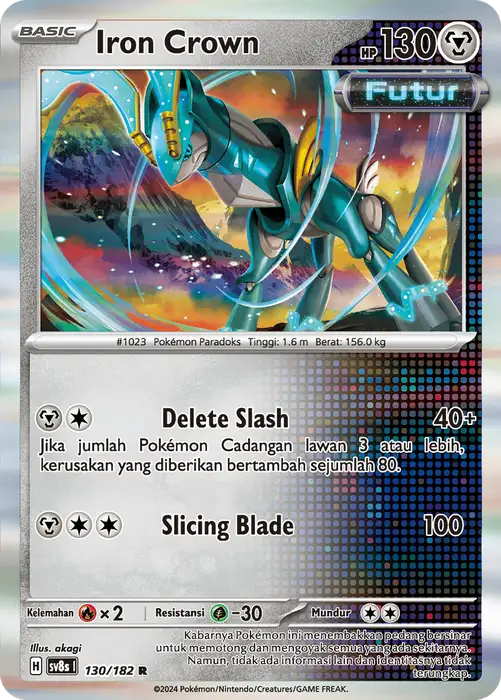 BASIC Iron Crown HP 130
Futur
#1023 Pokémon Paradoks Tinggi: 1.6 m Berat: 156.0 kg
Delete Slash 40+
Jika jumlah Pokémon Cadangan lawan 3 atau lebih,
kerusakan yang diberikan bertambah sejumlah 80.
Slicing Blade 100
Kelemahan × 2 Resistansi -30 Mundur
Kabarnya Pokémon ini menembakkan pedang bersinar
untuk memotong dan mengoyak semua yang ada sekitarnya.
Namun, tidak ada informasi lain dan identitasnya tidak
terungkap.
Illus. akagi
H sv8s I 130/182 R
©2024 Pokémon/Nintendo/Creatures/GAME FREAK.